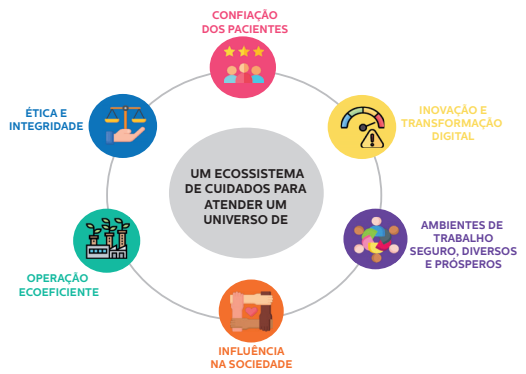 CONFIAÇÃO
DOS PACIENTES
ÉTICA E
INTEGRIDADE
INOVAÇÃO E
TRANSFORMAÇÃO
DIGITAL
UM ECOSSISTEMA
DE CUIDADOS PARA
ATENDER UM
UNIVERSO DE
AMBIENTES DE
TRABALHO
SEGURO, DIVERSOS
E PRÓSPEROS
OPERAÇÃO
ECOEFICIENTE
INFLUÊNCIA
NA SOCIEDADE